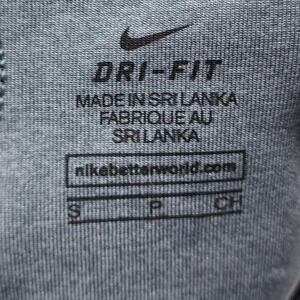 DRI-FIT
MADE IN SRI LANKA
FABRIQUE AU
SRI LANKA
nikebetterworld.com
S P CH